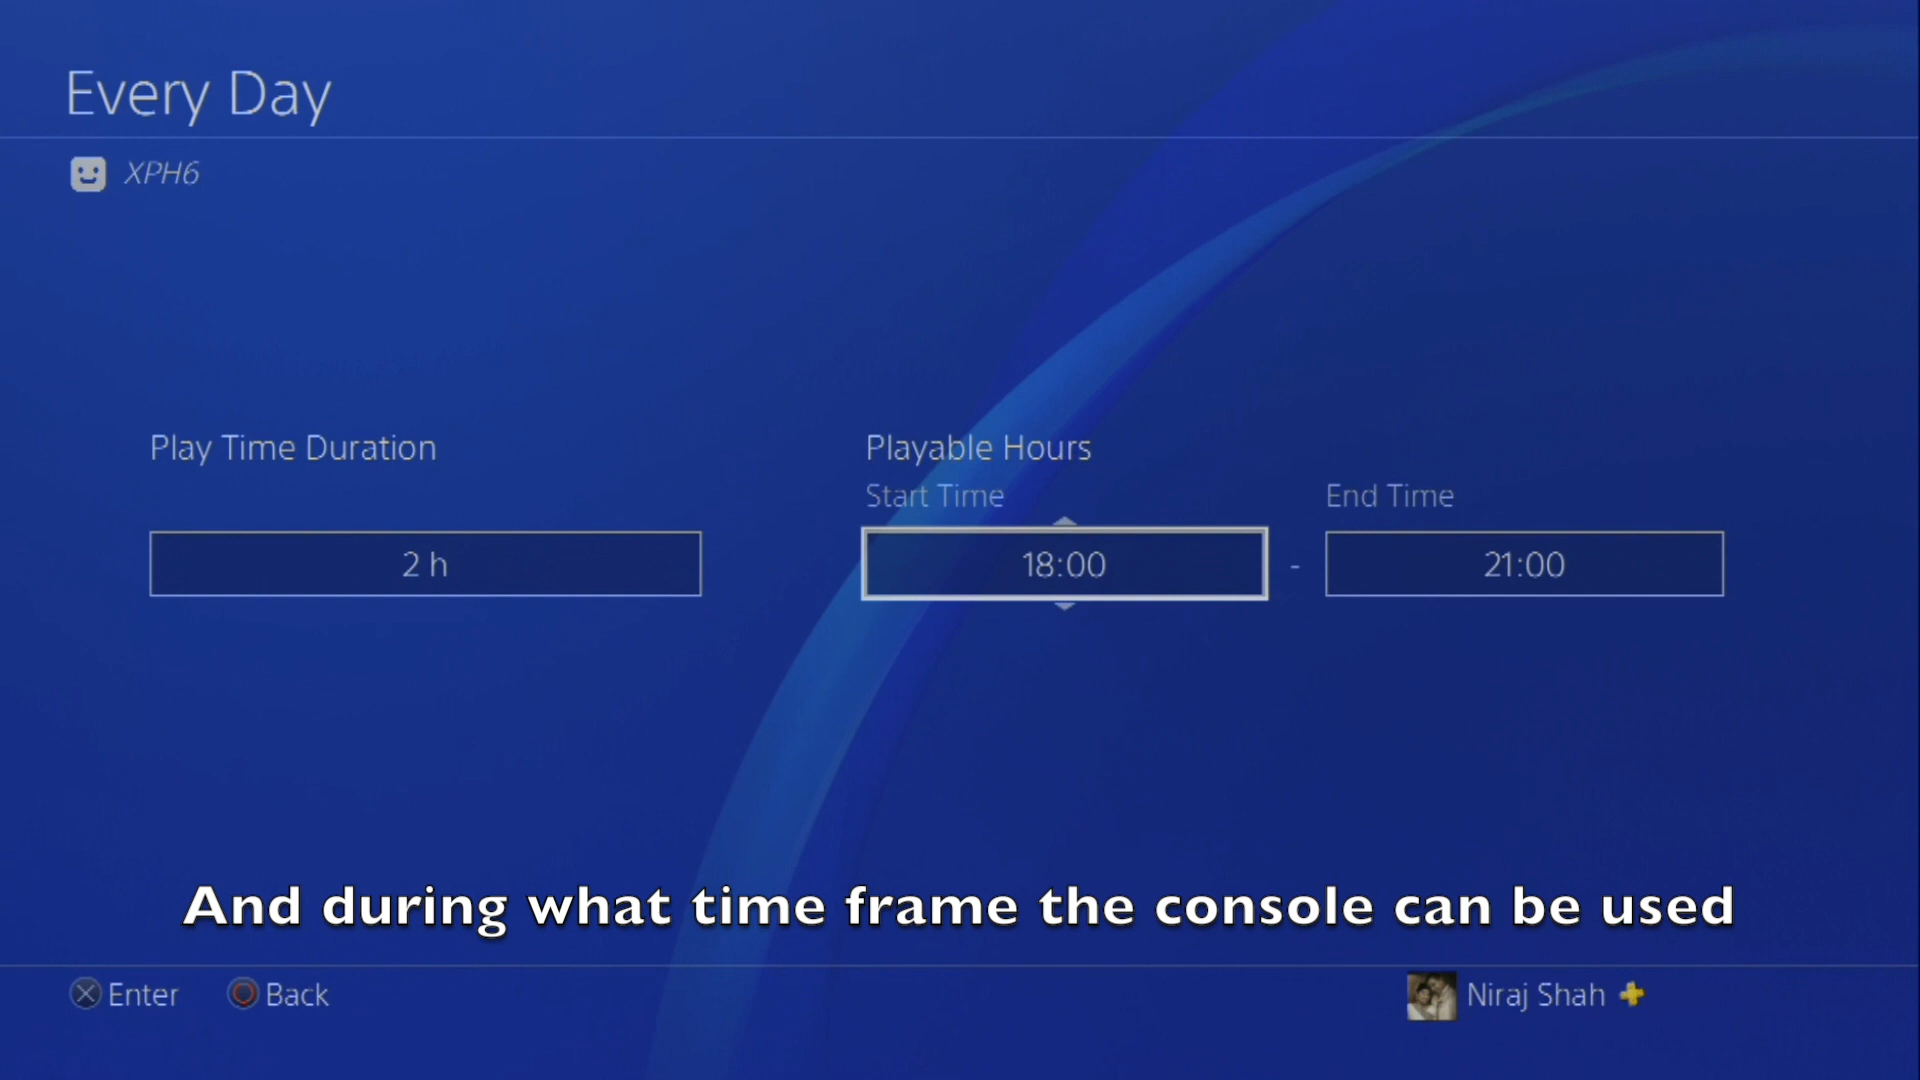 Every Day
XPH6
Play Time Duration
Playable Hours
Start Time
End Time
2 h
18:00
-
21:00
And during what time frame the console can be used
Enter
Back
Niraj Shah